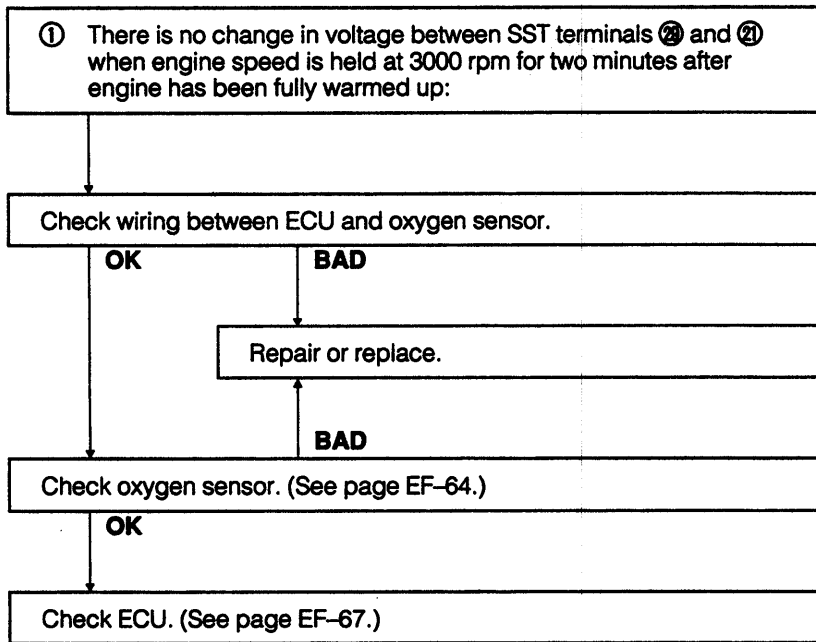 ① There is no change in voltage between SST terminals and ㉑
when engine speed is held at 3000 rpm for two minutes after
engine has been fully warmed up:
Check wiring between ECU and oxygen sensor.
OK BAD
Repair or replace.
BAD
Check oxygen sensor. (See page EF–64.)
OK
Check ECU. (See page EF–67.)